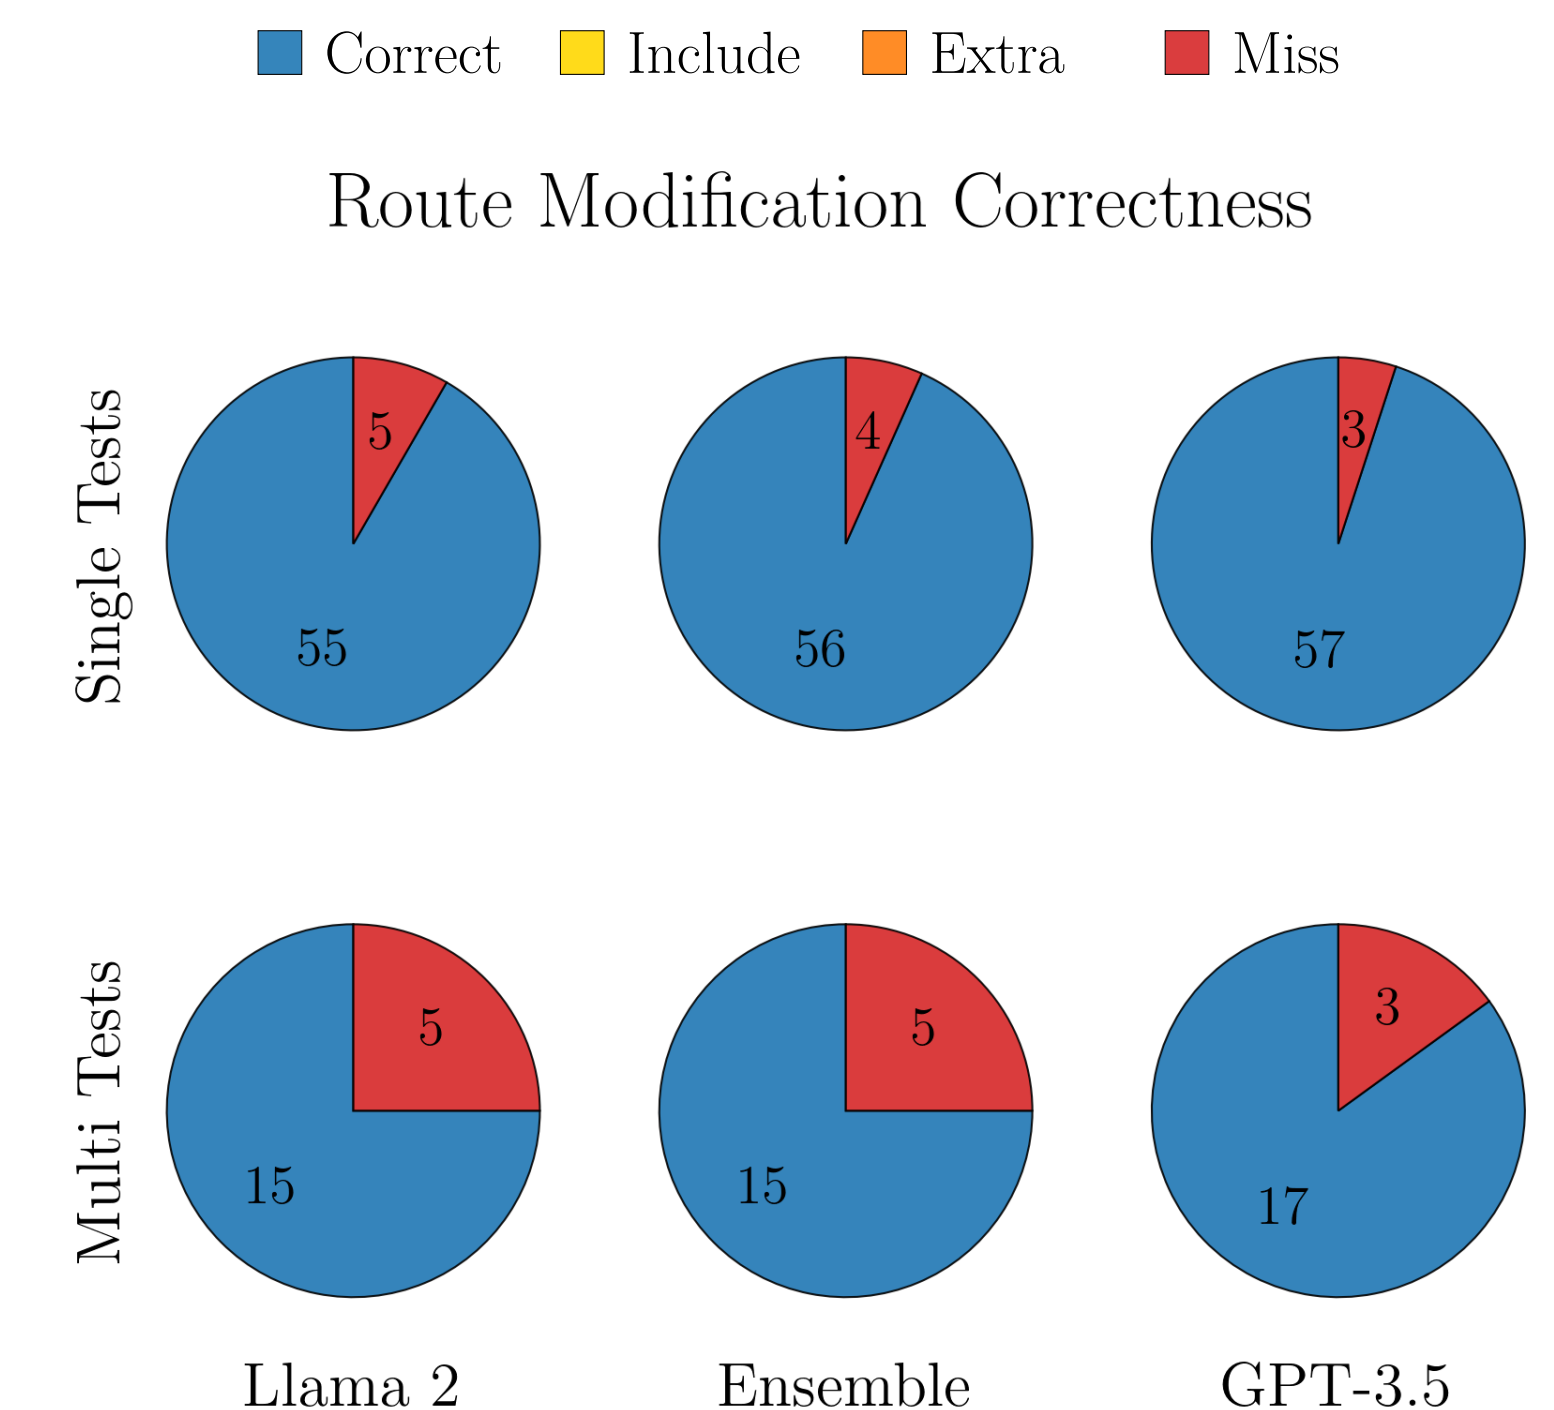 Correct Include Extra Miss
Route Modification Correctness
Single Tests
5 4 3
55 56 57
Multi Tests
5 5 3
15 15 17
Llama 2 Ensemble GPT-3.5